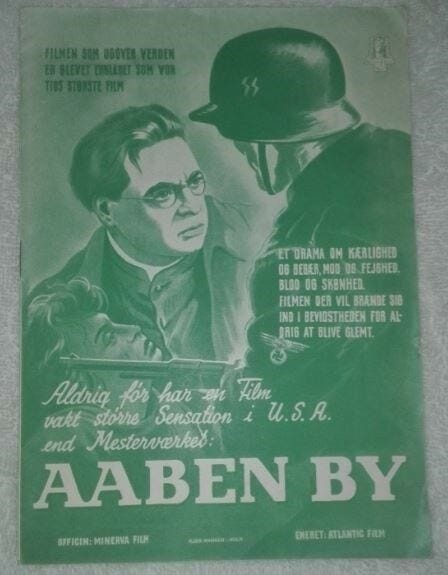 FILMEN SOM UDOVER VERDEN
ER BLEVET ERKLÆRET SOM VOR
TIDS STØRSTE FILM
ET DRAMA OM KÆRLIGHED
OG BEGÆR, MOD OG FEJGHED.
BLOD OG SKØNHED.
FILMEN DER VIL BRÆNDE SIG
IND I BEVIDSTHEDEN FOR AL-
DRIG AT BLIVE GLEMT.
Aldrig før har en Film
vakt større Sensation i U.S.A.
end Mesterværket:
AABEN BY
OFFICIN: MINERVA FILM
ENERET: ATLANTIC FILM